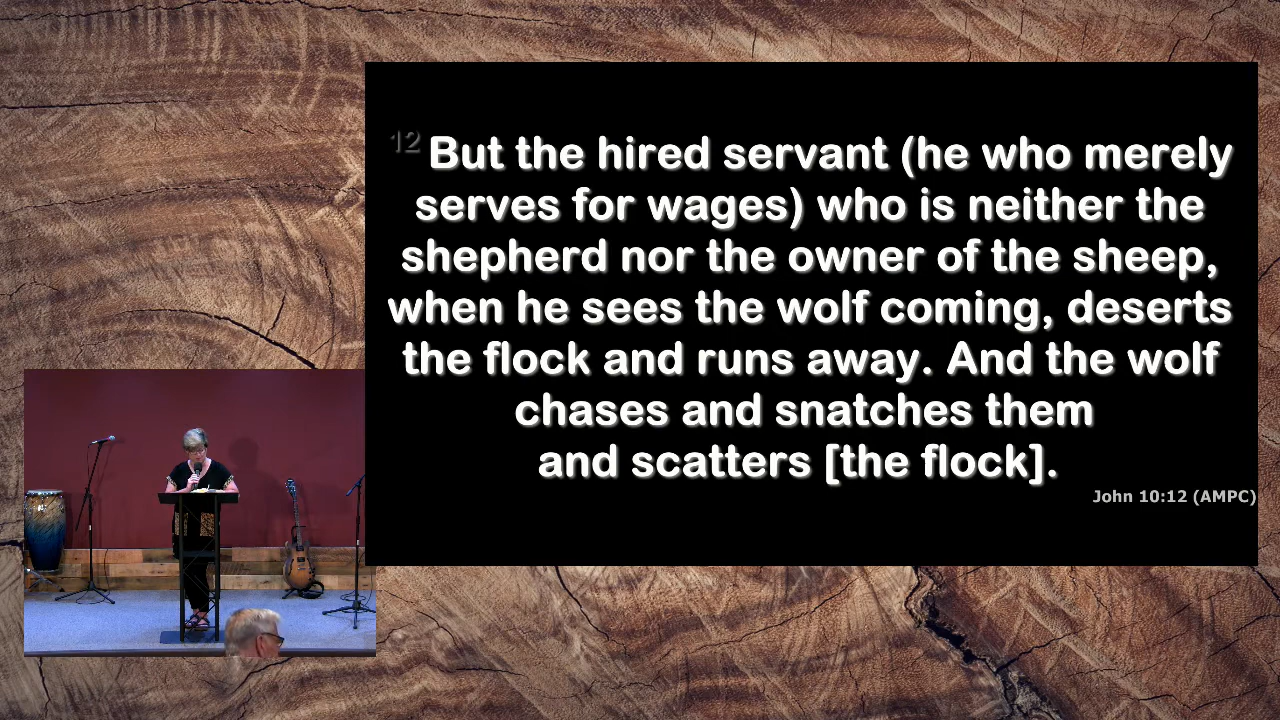 12 But the hired servant (he who merely
serves for wages) who is neither the
shepherd nor the owner of the sheep,
when he sees the wolf coming, deserts
the flock and runs away. And the wolf
chases and snatches them
and scatters [the flock].
John 10:12 (AMPC)